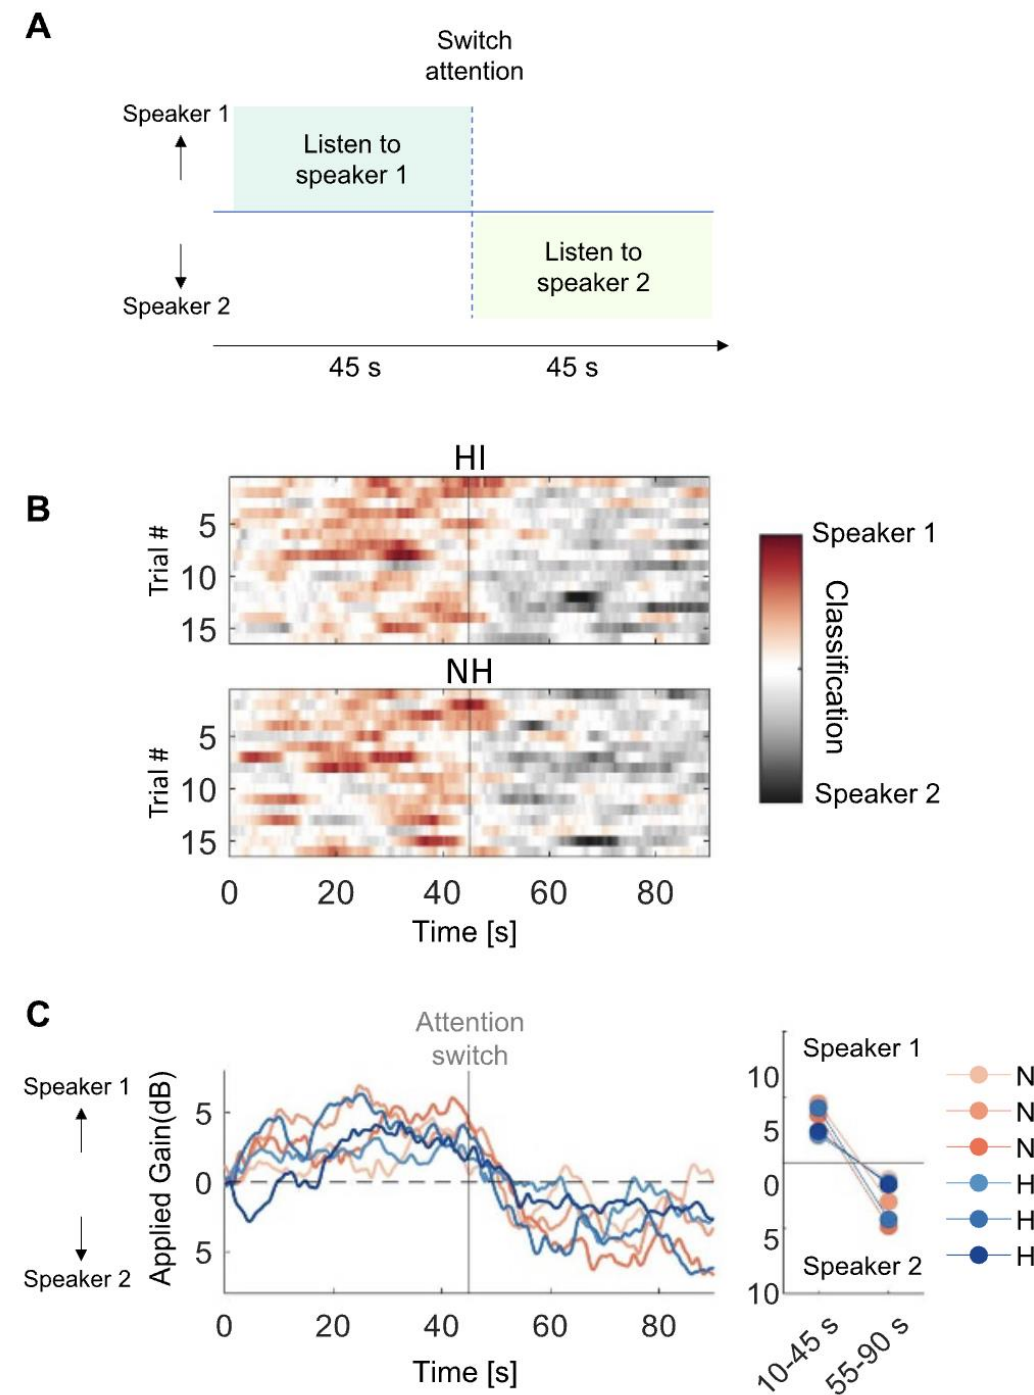 A
Switch
attention
Speaker 1
Listen to
speaker 1
Listen to
speaker 2
Speaker 2
45 s
45 s
B
HI
Trial #
5
10
15
NH
Trial #
5
10
15
0
20
40
60
80
Time [s]
Speaker 1
Classification
Speaker 2
C
Attention
switch
Speaker 1
Speaker 2
Applied Gain(dB)
5
0
5
0
20
40
60
80
Time [s]
Speaker 1
10
5
0
5
10
Speaker 2
10-45 s
55-90 s
N
N
N
H
H
H